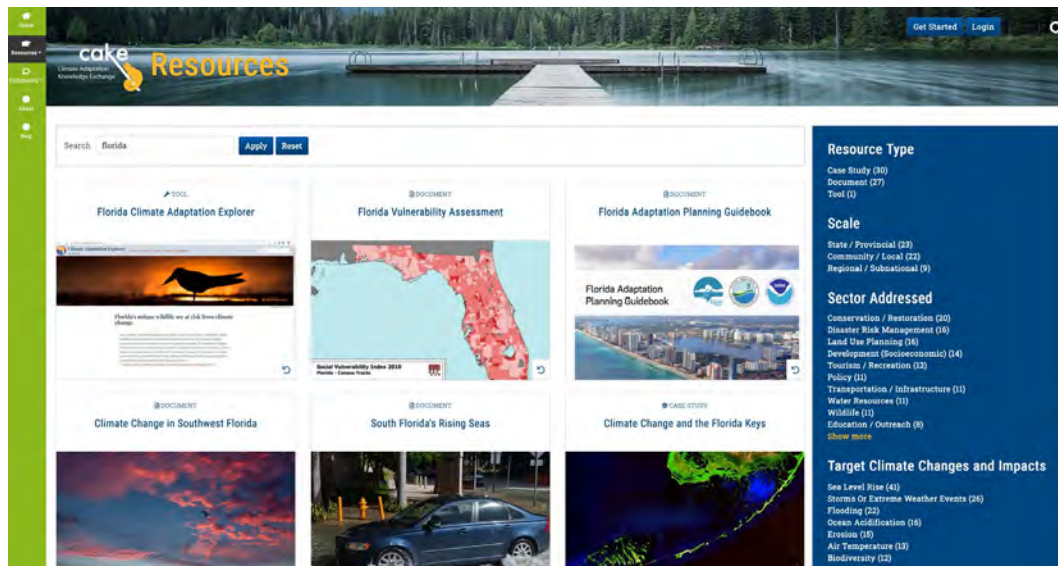 Home
Resources
Community
About
Blog
cake
Climate Adaptation
Knowledge Exchange
Resources
Get Started
Login
Search
florida
Apply
Reset
TOOL
Florida Climate Adaptation Explorer
Climate Adaptation Explorer
Florida's unique wildlife are at risk from climate
change.
DOCUMENT
Florida Vulnerability Assessment
Social Vulnerability Index 2010
Florida - Census Tracts
DOCUMENT
Florida Adaptation Planning Guidebook
Florida Adaptation
Planning Guidebook
DOCUMENT
Climate Change in Southwest Florida
DOCUMENT
South Florida's Rising Seas
CASE STUDY
Climate Change and the Florida Keys
Resource Type
Case Study (30)
Document (27)
Tool (1)
Scale
State / Provincial (23)
Community / Local (22)
Regional / Subnational (9)
Sector Addressed
Conservation / Restoration (20)
Disaster Risk Management (16)
Land Use Planning (16)
Development (Socioeconomic) (14)
Tourism / Recreation (12)
Policy (11)
Transportation / Infrastructure (11)
Water Resources (11)
Wildlife (11)
Education / Outreach (8)
Show more
Target Climate Changes and Impacts
Sea Level Rise (41)
Storms Or Extreme Weather Events (26)
Flooding (22)
Ocean Acidification (16)
Erosion (15)
Air Temperature (13)
Biodiversity (12)